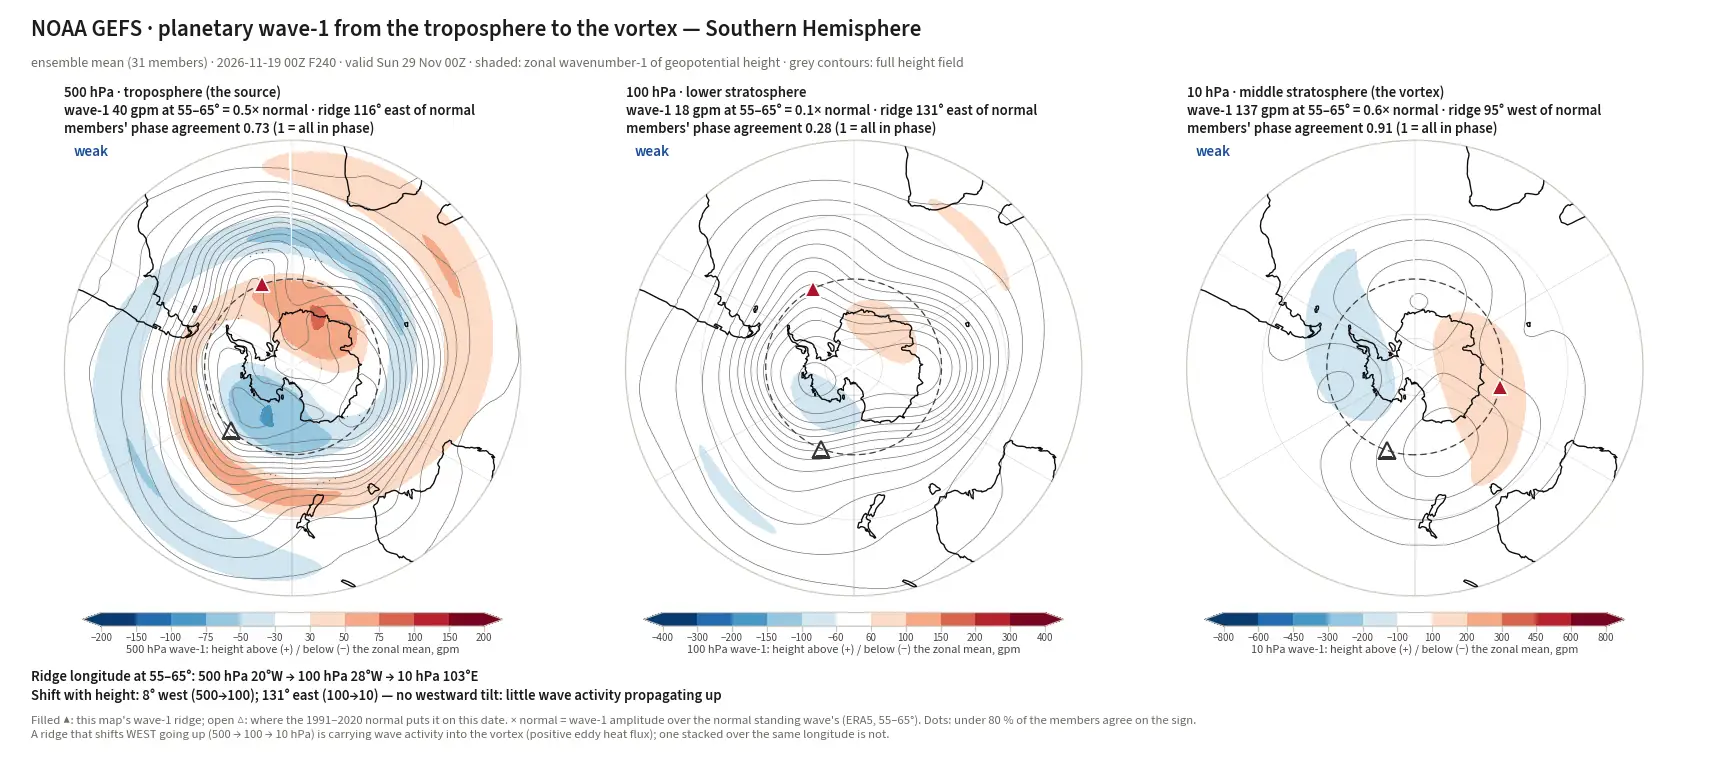 NOAA GEFS · planetary wave-1 from the troposphere to the vortex — Southern Hemisphere
ensemble mean (31 members) · 2026-11-19 00Z F240 · valid Sun 29 Nov 00Z · shaded: zonal wavenumber-1 of geopotential height · grey contours: full height field
500 hPa · troposphere (the source)
wave-1 40 gpm at 55–65° = 0.5× normal · ridge 116° east of normal
members' phase agreement 0.73 (1 = all in phase)
weak
100 hPa · lower stratosphere
wave-1 18 gpm at 55–65° = 0.1× normal · ridge 131° east of normal
members' phase agreement 0.28 (1 = all in phase)
weak
10 hPa · middle stratosphere (the vortex)
wave-1 137 gpm at 55–65° = 0.6× normal · ridge 95° west of normal
members' phase agreement 0.91 (1 = all in phase)
weak
−200 −150 −100 −75 −50 −30 30 50 75 100 150 200
500 hPa wave-1: height above (+) / below (−) the zonal mean, gpm
−400 −300 −200 −150 −100 −60 60 100 150 200 300 400
100 hPa wave-1: height above (+) / below (−) the zonal mean, gpm
−800 −600 −450 −300 −200 −100 100 200 300 450 600 800
10 hPa wave-1: height above (+) / below (−) the zonal mean, gpm
Ridge longitude at 55–65°: 500 hPa 20°W → 100 hPa 28°W → 10 hPa 103°E
Shift with height: 8° west (500→100); 131° east (100→10) — no westward tilt: little wave activity propagating up
Filled ▲: this map's wave-1 ridge; open △: where the 1991–2020 normal puts it on this date. × normal = wave-1 amplitude over the normal standing wave's (ERA5, 55–65°). Dots: under 80 % of the members agree on the sign.
A ridge that shifts WEST going up (500 → 100 → 10 hPa) is carrying wave activity into the vortex (positive eddy heat flux); one stacked over the same longitude is not.